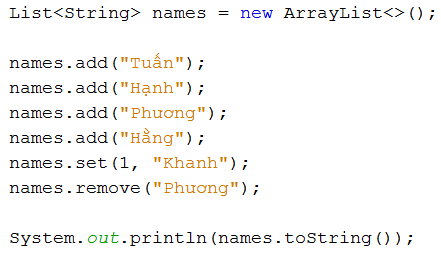 List<String> names = new ArrayList<>();
names.add("Tuấn");
names.add("Hạnh");
names.add("Phương");
names.add("Hằng");
names.set(1, "Khanh");
names.remove("Phương");
System.out.println(names.toString());